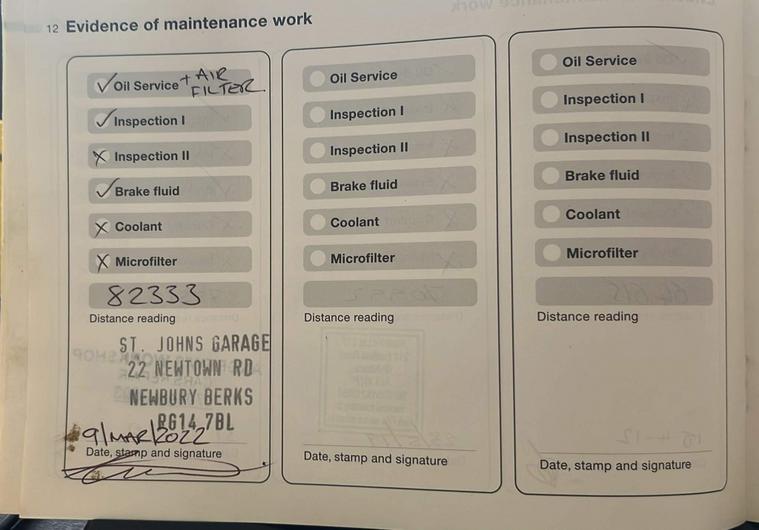 12 Evidence of maintenance work
✓ Oil Service + AIR FILTER
✓ Inspection I
X Inspection II
✓ Brake fluid
X Coolant
X Microfilter
82333
Distance reading
ST. JOHNS GARAGE
22 NEWTOWN RD
NEWBURY BERKS
RG14 7BL
9/MAR/2022
Date, stamp and signature
Oil Service
Inspection I
Inspection II
Brake fluid
Coolant
Microfilter
Distance reading
Date, stamp and signature
Oil Service
Inspection I
Inspection II
Brake fluid
Coolant
Microfilter
Distance reading
Date, stamp and signature